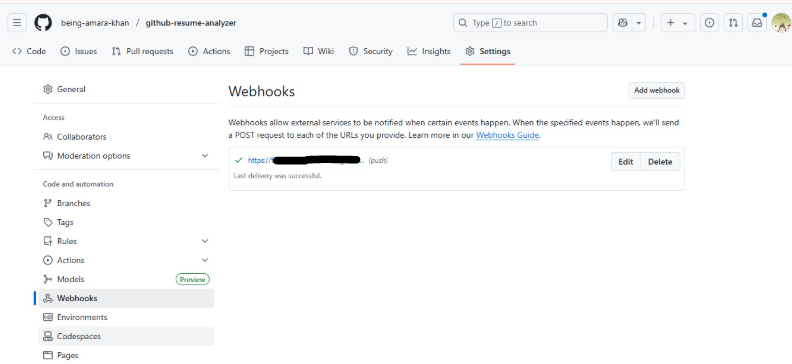 being-amara-khan / github-resume-analyzer
Type / to search
Code
Issues
Pull requests
Actions
Projects
Wiki
Security
Insights
Settings
General
Access
Collaborators
Moderation options
Code and automation
Branches
Tags
Rules
Actions
Models Preview
Webhooks
Environments
Codespaces
Pages
Webhooks
Add webhook
Webhooks allow external services to be notified when certain events happen. When the specified events happen, we'll send
a POST request to each of the URLs you provide. Learn more in our Webhooks Guide.
https:// ... (push)
Edit
Delete
Last delivery was successful.